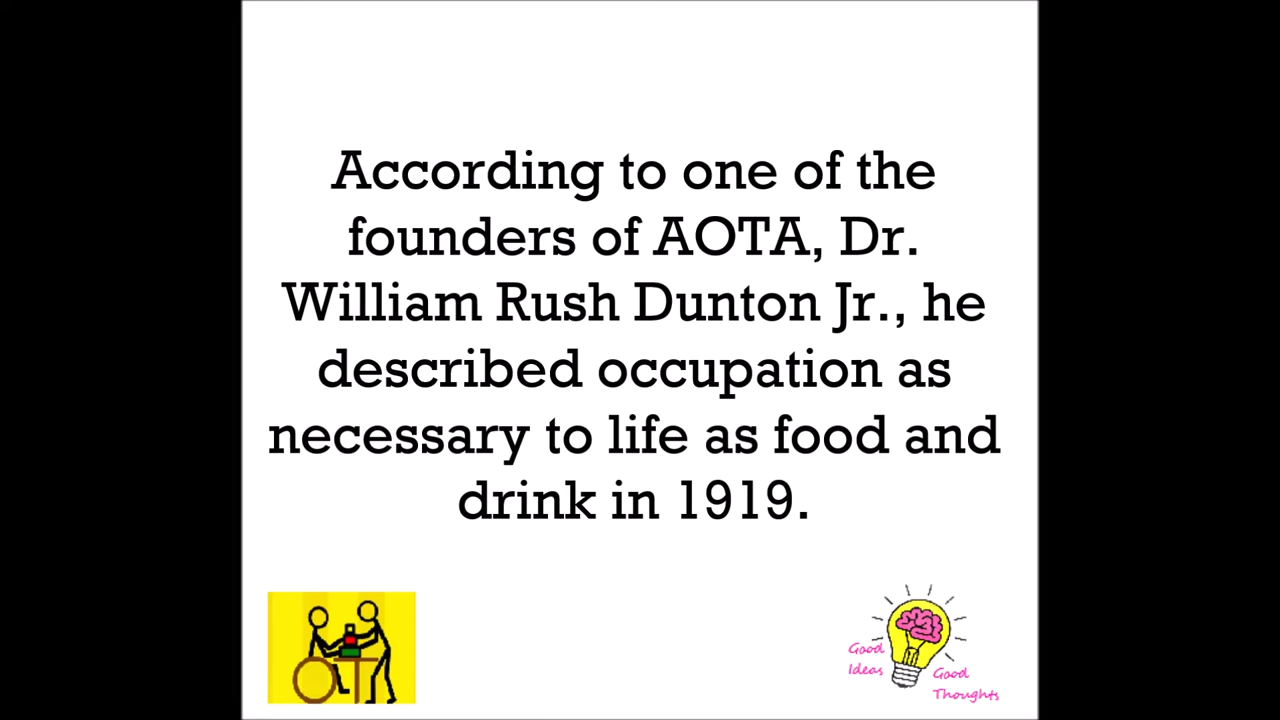 According to one of the
founders of AOTA, Dr.
William Rush Dunton Jr., he
described occupation as
necessary to life as food and
drink in 1919.
OT
Good
Ideas
Good
Thoughts